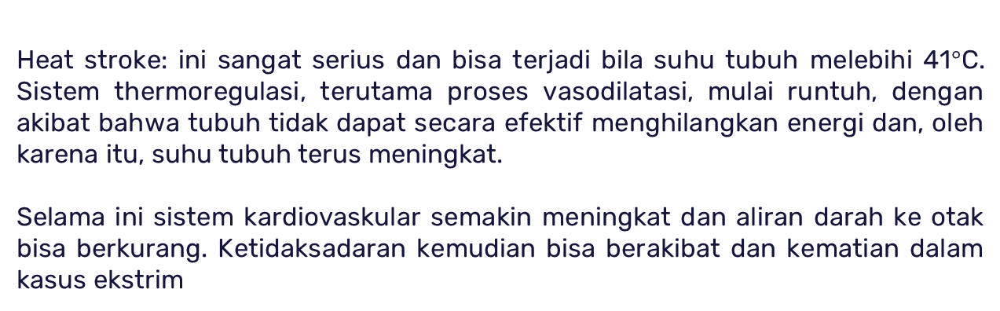 Heat stroke: ini sangat serius dan bisa terjadi bila suhu tubuh melebihi 41°C.
Sistem thermoregulasi, terutama proses vasodilatasi, mulai runtuh, dengan
akibat bahwa tubuh tidak dapat secara efektif menghilangkan energi dan, oleh
karena itu, suhu tubuh terus meningkat.
Selama ini sistem kardiovaskular semakin meningkat dan aliran darah ke otak
bisa berkurang. Ketidaksadaran kemudian bisa berakibat dan kematian dalam
kasus ekstrim